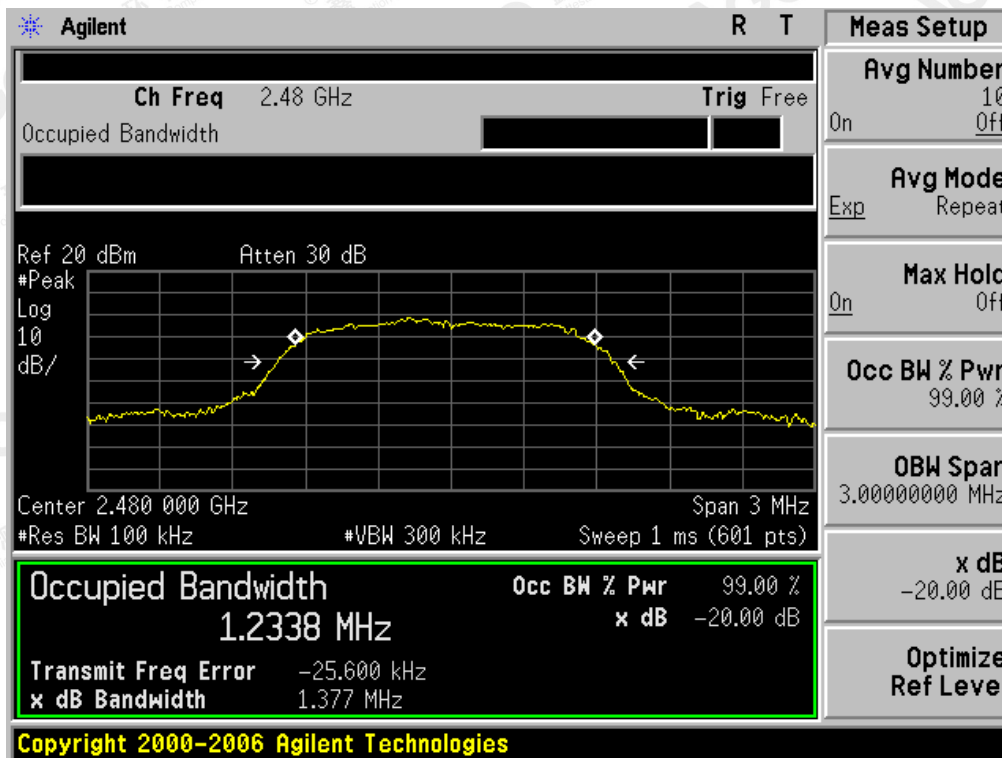 Agilent R T
Ch Freq 2.48 GHz Trig Free
Occupied Bandwidth
Ref 20 dBm Atten 30 dB
#Peak
Log
10
dB/
Center 2.480 000 GHz Span 3 MHz
#Res BW 100 kHz #VBW 300 kHz Sweep 1 ms (601 pts)
Occupied Bandwidth
1.2338 MHz
Occ BW % Pwr 99.00 %
x dB -20.00 dB
Transmit Freq Error -25.600 kHz
x dB Bandwidth 1.377 MHz
Copyright 2000-2006 Agilent Technologies
Meas Setup
Avg Number
10
On Off
Avg Mode
Exp Repeat
Max Hold
On Off
Occ BW % Pwr
99.00 %
OBW Span
3.00000000 MHz
x dB
-20.00 dB
Optimize
Ref Level